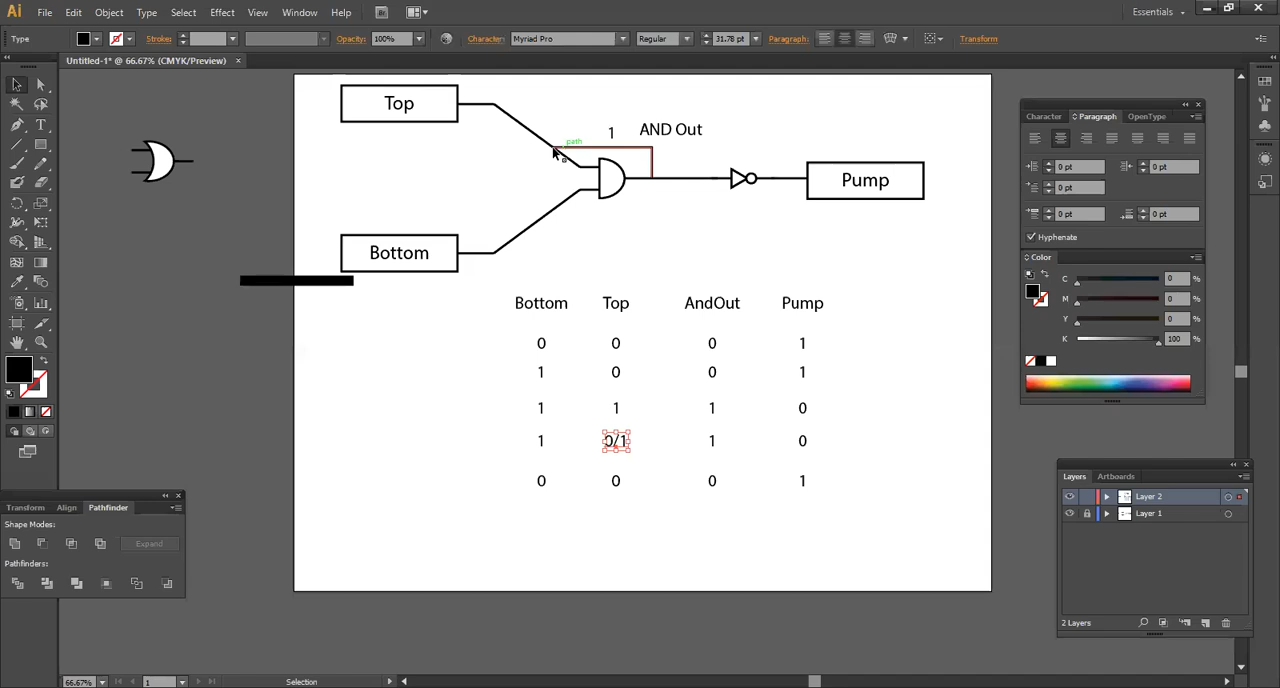 Ai File Edit Object Type Select Effect View Window Help Br Essentials
Type Stroke: Opacity: 100% Character: Myriad Pro Regular 31.78 pt Paragraph: Transform
Untitled-1* @ 66.67% (CMYK/Preview)
Top
path
1
AND Out
Pump
Bottom
Bottom Top AndOut Pump
0 0 0 1
1 0 0 1
1 1 1 0
1 0/1 1 0
0 0 0 1
Character Paragraph OpenType
0 pt 0 pt
0 pt
0 pt 0 pt
Hyphenate
Color
C 0 %
M 0 %
Y 0 %
K 100 %
Layers Artboards
Layer 2
Layer 1
2 Layers
Transform Align Pathfinder
Shape Modes:
Expand
Pathfinders:
66.67% 1 Selection